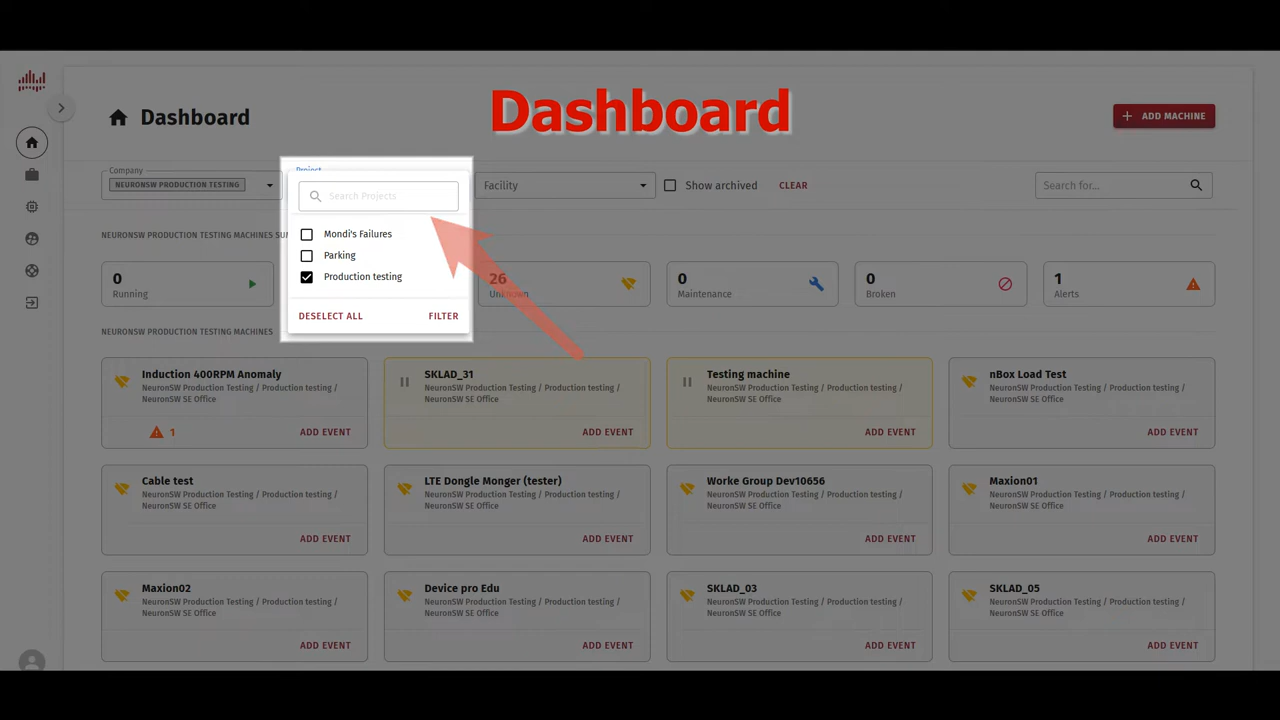 Dashboard
Dashboard
ADD MACHINE
Company
NEURONSW PRODUCTION TESTING
Project
Search Projects
Mondi's Failures
Parking
Production testing
DESELECT ALL
FILTER
Facility
Show archived
CLEAR
Search for...
NEURONSW PRODUCTION TESTING MACHINES
0
Running
26
Unknown
0
Maintenance
0
Broken
1
Alerts
NEURONSW PRODUCTION TESTING MACHINES
Induction 400RPM Anomaly
NeuronSW Production Testing / Production testing /
NeuronSW SE Office
1
ADD EVENT
SKLAD_31
NeuronSW Production Testing / Production testing /
NeuronSW SE Office
ADD EVENT
Testing machine
NeuronSW Production Testing / Production testing /
NeuronSW SE Office
ADD EVENT
nBox Load Test
NeuronSW Production Testing / Production testing /
NeuronSW SE Office
ADD EVENT
Cable test
NeuronSW Production Testing / Production testing /
NeuronSW SE Office
ADD EVENT
LTE Dongle Monger (tester)
NeuronSW Production Testing / Production testing /
NeuronSW SE Office
ADD EVENT
Worke Group Dev10656
NeuronSW Production Testing / Production testing /
NeuronSW SE Office
ADD EVENT
Maxion01
NeuronSW Production Testing / Production testing /
NeuronSW SE Office
ADD EVENT
Maxion02
NeuronSW Production Testing / Production testing /
NeuronSW SE Office
ADD EVENT
Device pro Edu
NeuronSW Production Testing / Production testing /
NeuronSW SE Office
ADD EVENT
SKLAD_03
NeuronSW Production Testing / Production testing /
NeuronSW SE Office
ADD EVENT
SKLAD_05
NeuronSW Production Testing / Production testing /
NeuronSW SE Office
ADD EVENT